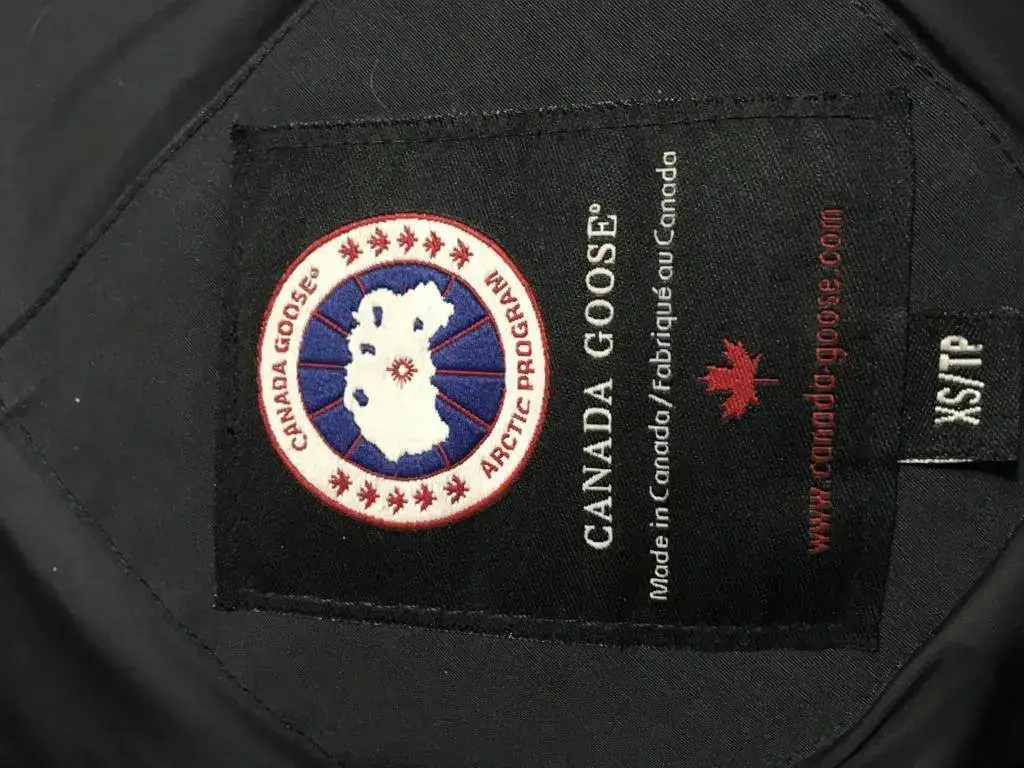 CANADA GOOSE®
ARCTIC PROGRAM
CANADA GOOSE®
Made in Canada/Fabriqué au Canada
www.canada-goose.com
XS/TP